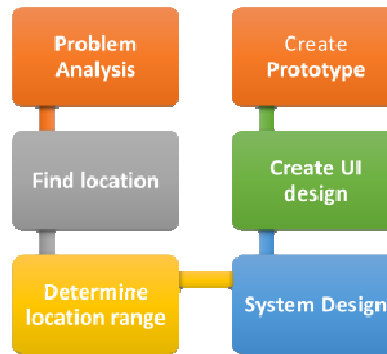 Problem
Analysis
Find location
Determine
location range
System Design
Create UI
design
Create
Prototype